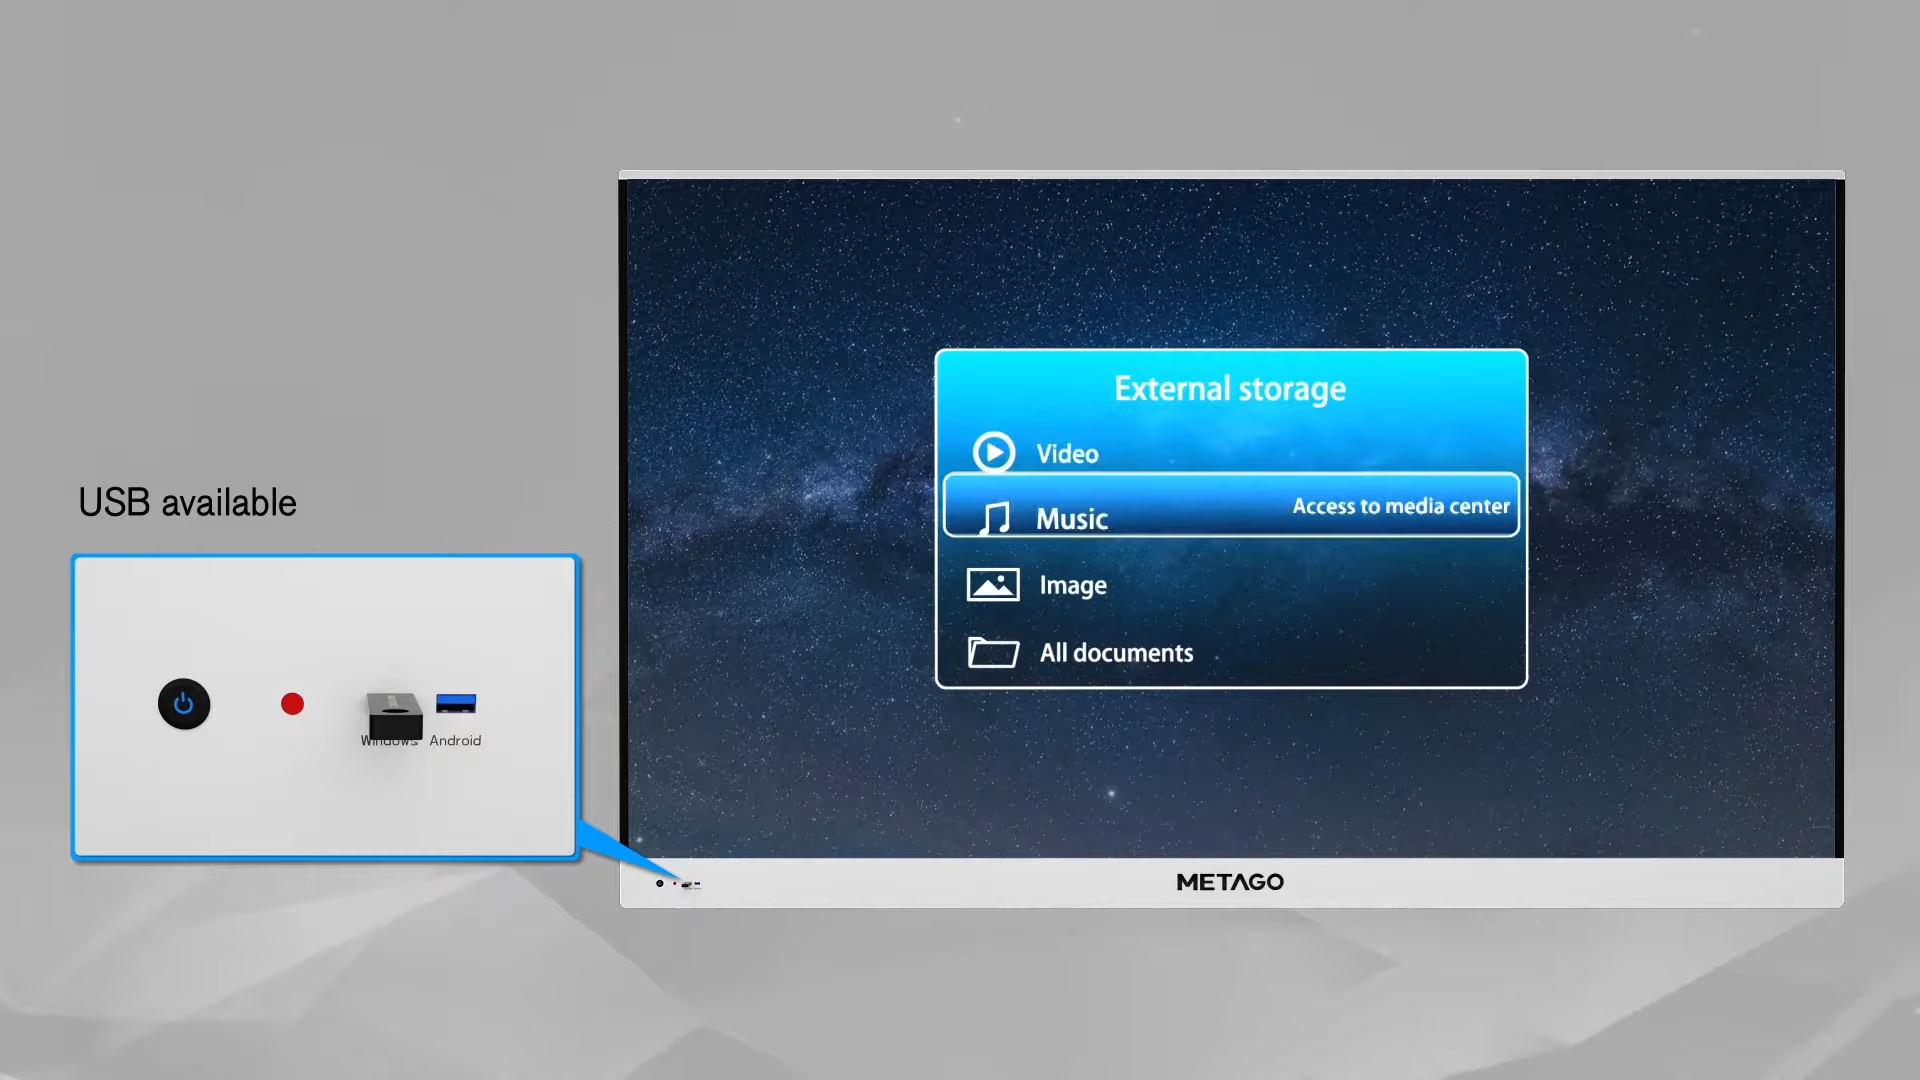 USB available
Windows Android
External storage
Video
Music Access to media center
Image
All documents
METAGO